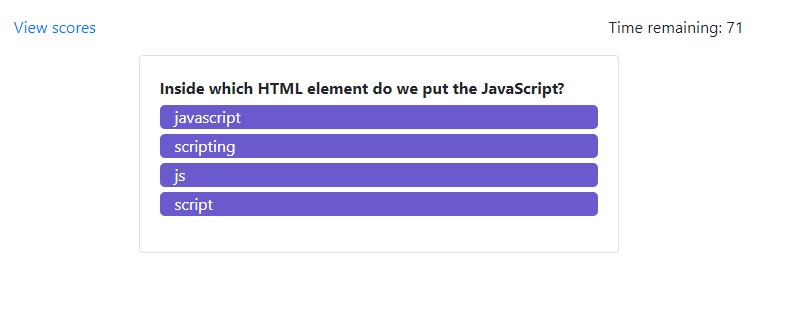 View scores
Time remaining: 71
Inside which HTML element do we put the JavaScript?
javascript
scripting
js
script